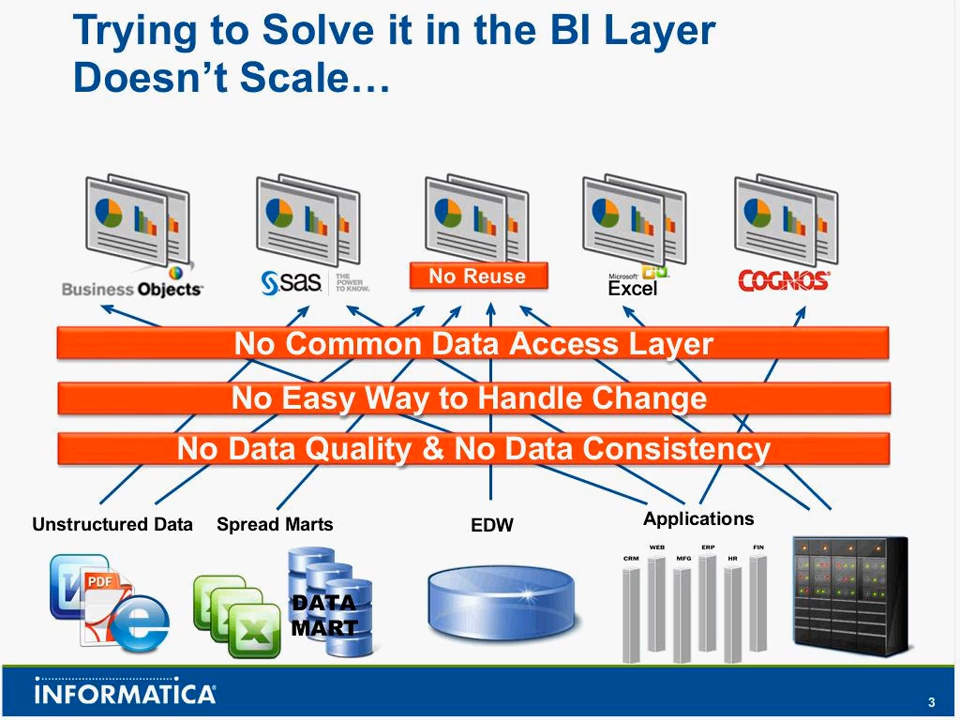 Trying to Solve it in the BI Layer
Doesn't Scale…
Business Objects
sas
THE
POWER
TO KNOW.
No Reuse
Microsoft
Excel
COGNOS
No Common Data Access Layer
No Easy Way to Handle Change
No Data Quality & No Data Consistency
Unstructured Data
Spread Marts
EDW
Applications
CRM
WEB
MFG
ERP
HR
FIN
W
PDF
e
X
DATA
MART
INFORMATICA
3